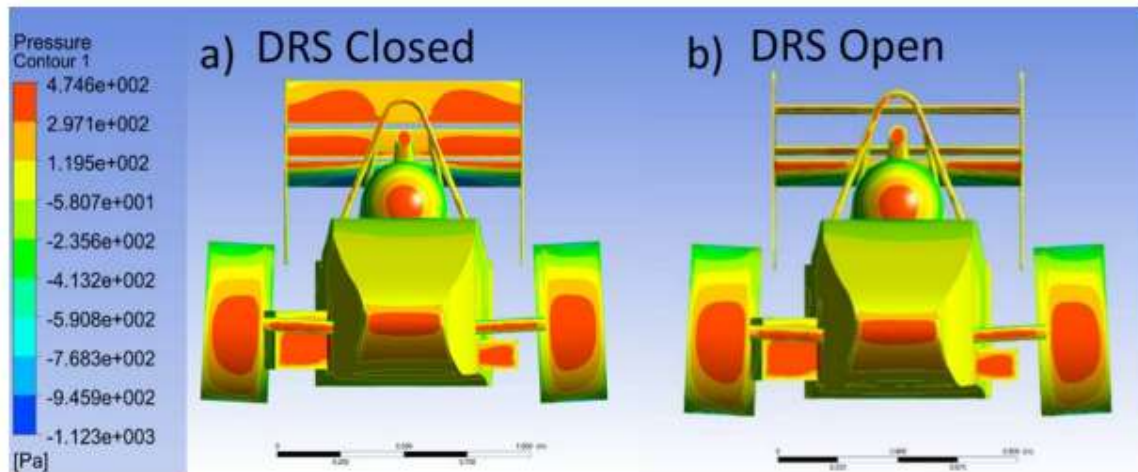 Pressure
Contour 1
4.746e+002
2.971e+002
1.195e+002
-5.807e+001
-2.356e+002
-4.132e+002
-5.908e+002
-7.683e+002
-9.459e+002
-1.123e+003
[Pa]
a) DRS Closed
b) DRS Open